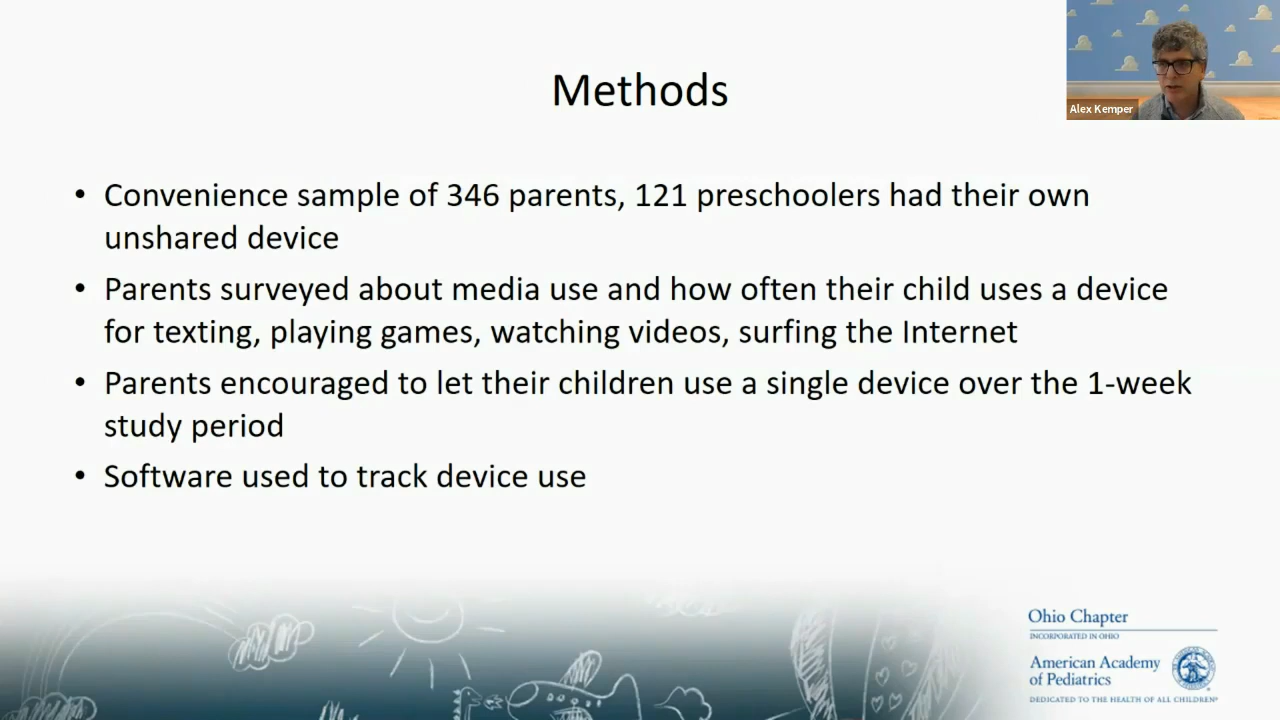 Methods
Alex Kemper
• Convenience sample of 346 parents, 121 preschoolers had their own
unshared device
• Parents surveyed about media use and how often their child uses a device
for texting, playing games, watching videos, surfing the Internet
• Parents encouraged to let their children use a single device over the 1-week
study period
• Software used to track device use
Ohio Chapter
INCORPORATED IN OHIO
American Academy
of Pediatrics
DEDICATED TO THE HEALTH OF ALL CHILDREN®